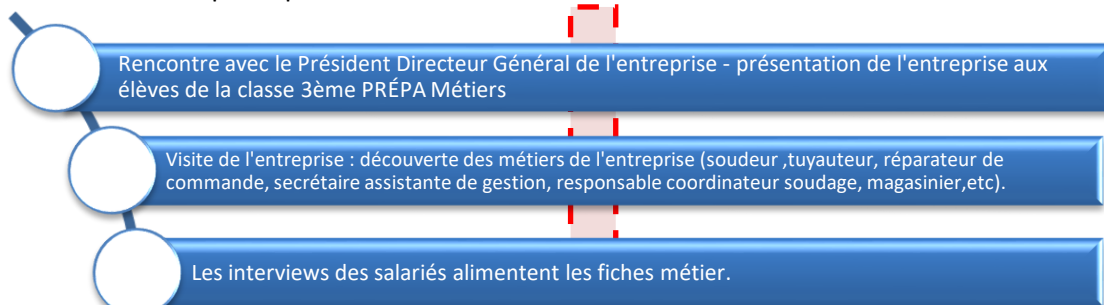 Rencontre avec le Président Directeur Général de l'entreprise - présentation de l'entreprise aux
élèves de la classe 3ème PRÉPA Métiers
Visite de l'entreprise : découverte des métiers de l'entreprise (soudeur ,tuyauteur, réparateur de
commande, secrétaire assistante de gestion, responsable coordinateur soudage, magasinier,etc).
Les interviews des salariés alimentent les fiches métier.